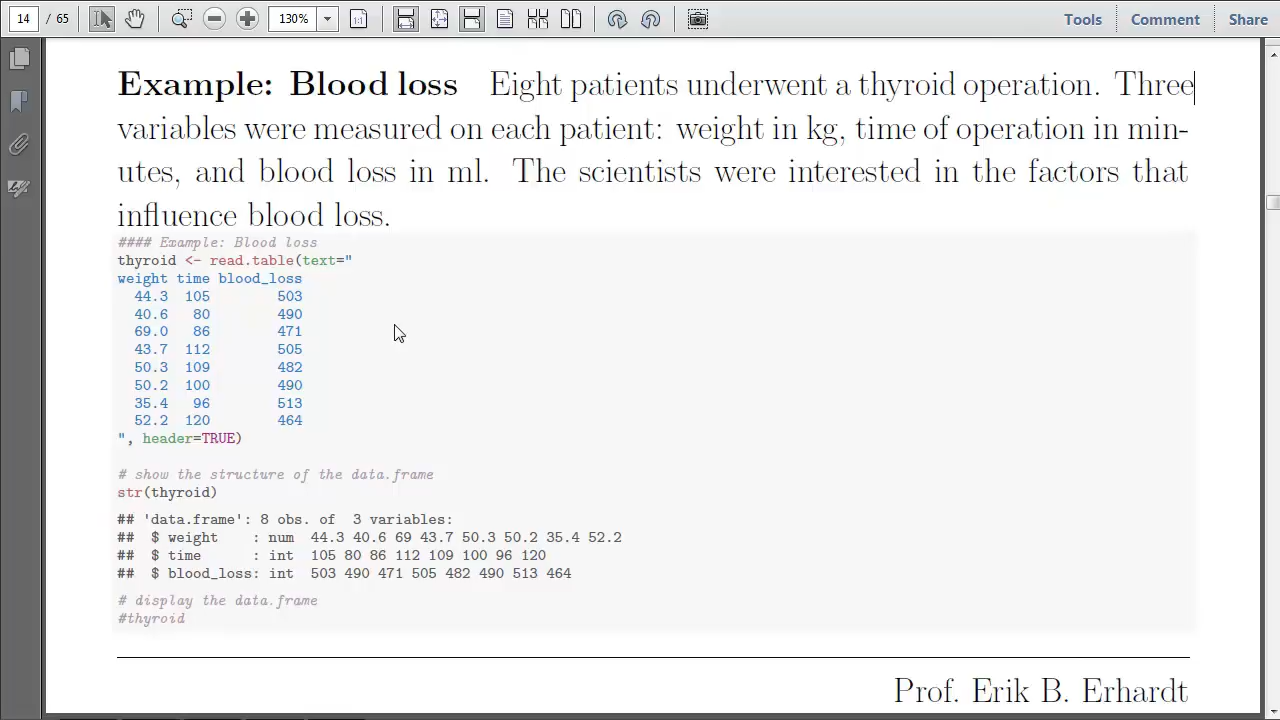 14 / 65 130% Tools Comment Share
Example: Blood loss Eight patients underwent a thyroid operation. Three
variables were measured on each patient: weight in kg, time of operation in min-
utes, and blood loss in ml. The scientists were interested in the factors that
influence blood loss.
#### Example: Blood loss
thyroid <- read.table(text="
weight time blood_loss
44.3 105 503
40.6 80 490
69.0 86 471
43.7 112 505
50.3 109 482
50.2 100 490
35.4 96 513
52.2 120 464
", header=TRUE)
# show the structure of the data.frame
str(thyroid)
## 'data.frame': 8 obs. of 3 variables:
## $ weight : num 44.3 40.6 69 43.7 50.3 50.2 35.4 52.2
## $ time : int 105 80 86 112 109 100 96 120
## $ blood_loss: int 503 490 471 505 482 490 513 464
# display the data.frame
#thyroid
Prof. Erik B. Erhardt